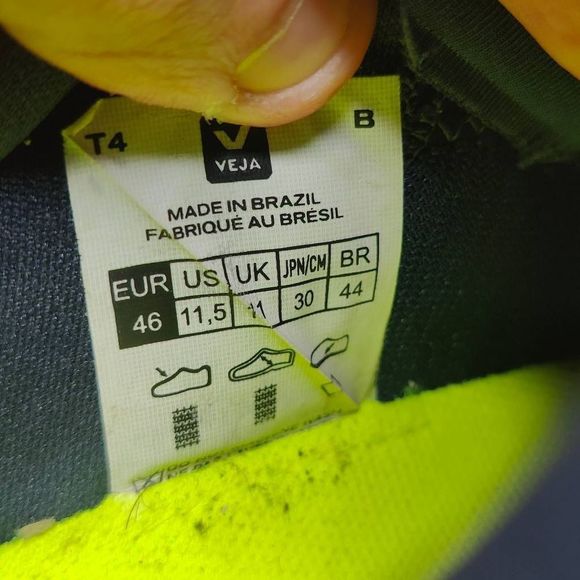 T4 B
VEJA
MADE IN BRAZIL
FABRIQUÉ AU BRÉSIL
EUR US UK JPN/CM BR
46 11,5 11 30 44